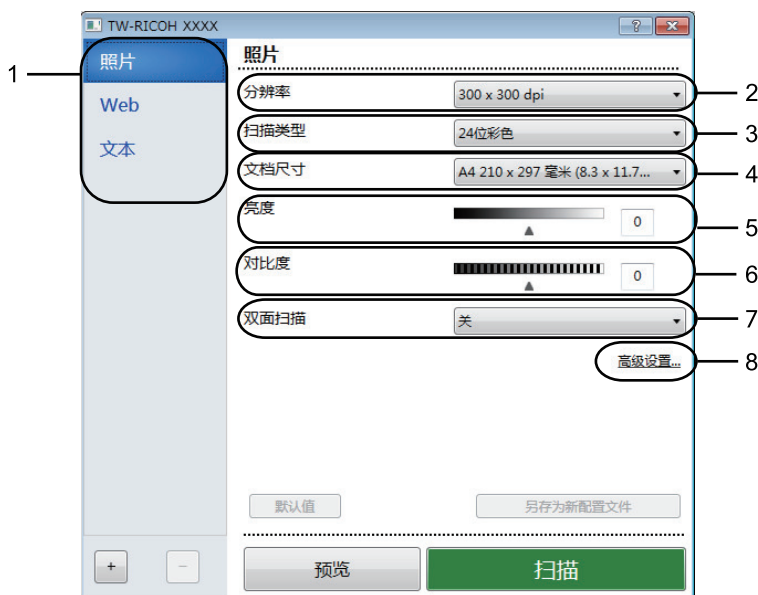 TW-RICOH XXXX
?
1
照片
Web
文本
照片
分辨率
300 x 300 dpi
2
扫描类型
24位彩色
3
文档尺寸
A4 210 x 297 毫米 (8.3 x 11.7...
4
亮度
0
5
对比度
0
6
双面扫描
关
7
高级设置...
8
默认值
另存为新配置文件
+
−
预览
扫描